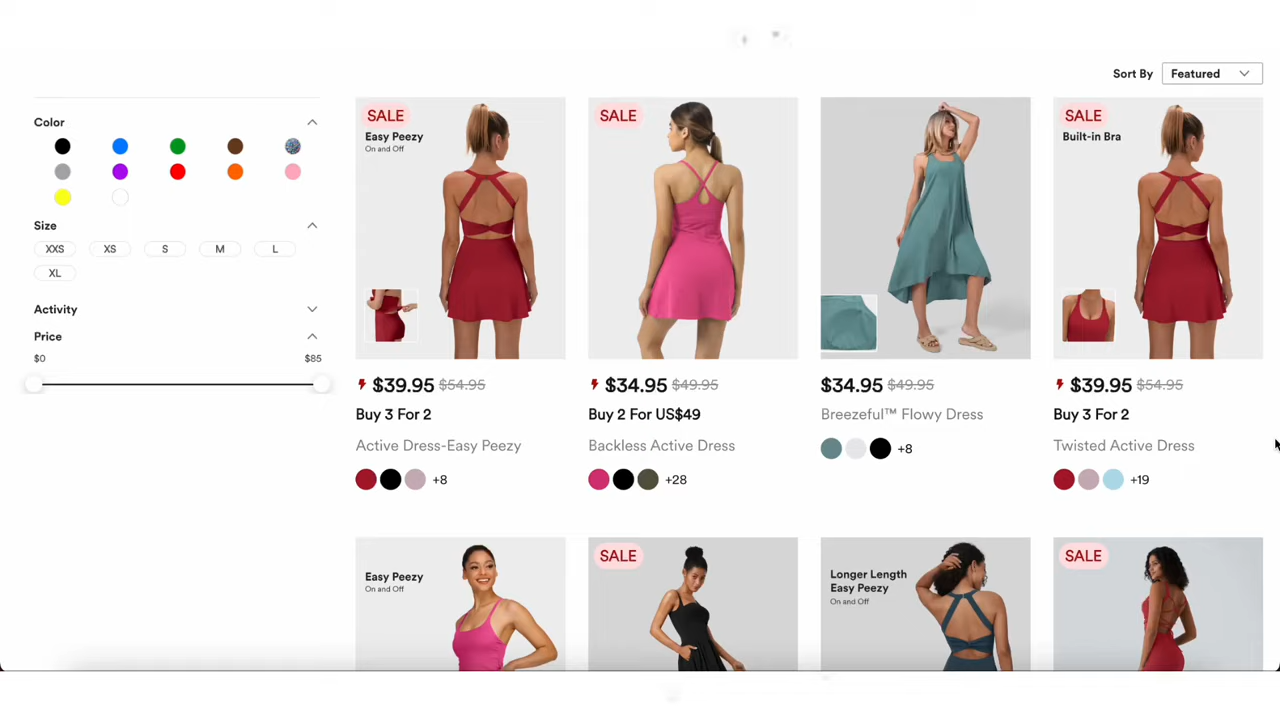 Sort By Featured
Color
Size
XXS XS S M L
XL
Activity
Price
$0 $85
SALE
Easy Peezy
On and Off
$39.95 $54.95
Buy 3 For 2
Active Dress-Easy Peezy
+8
SALE
$34.95 $49.95
Buy 2 For US$49
Backless Active Dress
+28
$34.95 $49.95
Breezeful™ Flowy Dress
+8
SALE
Built-in Bra
$39.95 $54.95
Buy 3 For 2
Twisted Active Dress
+19
Easy Peezy
On and Off
SALE
Longer Length
Easy Peezy
On and Off
SALE